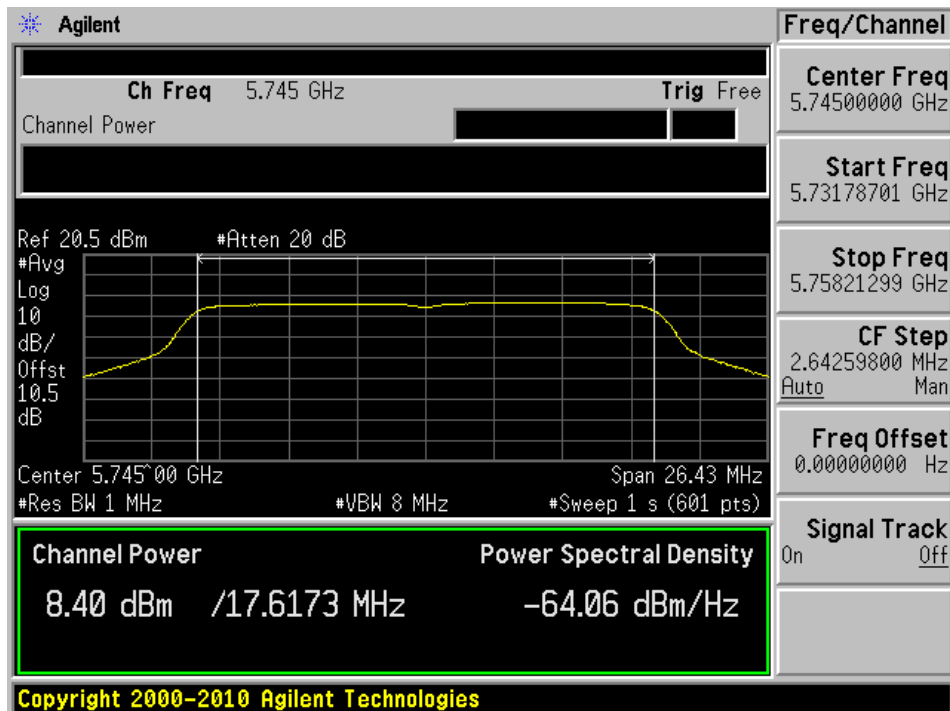 Agilent
Ch Freq 5.745 GHz Trig Free
Channel Power
Ref 20.5 dBm #Atten 20 dB
#Avg
Log
10
dB/
Offst
10.5
dB
Center 5.745^00 GHz Span 26.43 MHz
#Res BW 1 MHz #VBW 8 MHz #Sweep 1 s (601 pts)
Channel Power Power Spectral Density
8.40 dBm /17.6173 MHz -64.06 dBm/Hz
Copyright 2000-2010 Agilent Technologies
Freq/Channel
Center Freq
5.74500000 GHz
Start Freq
5.73178701 GHz
Stop Freq
5.75821299 GHz
CF Step
2.64259800 MHz
Auto Man
Freq Offset
0.00000000 Hz
Signal Track
On Off